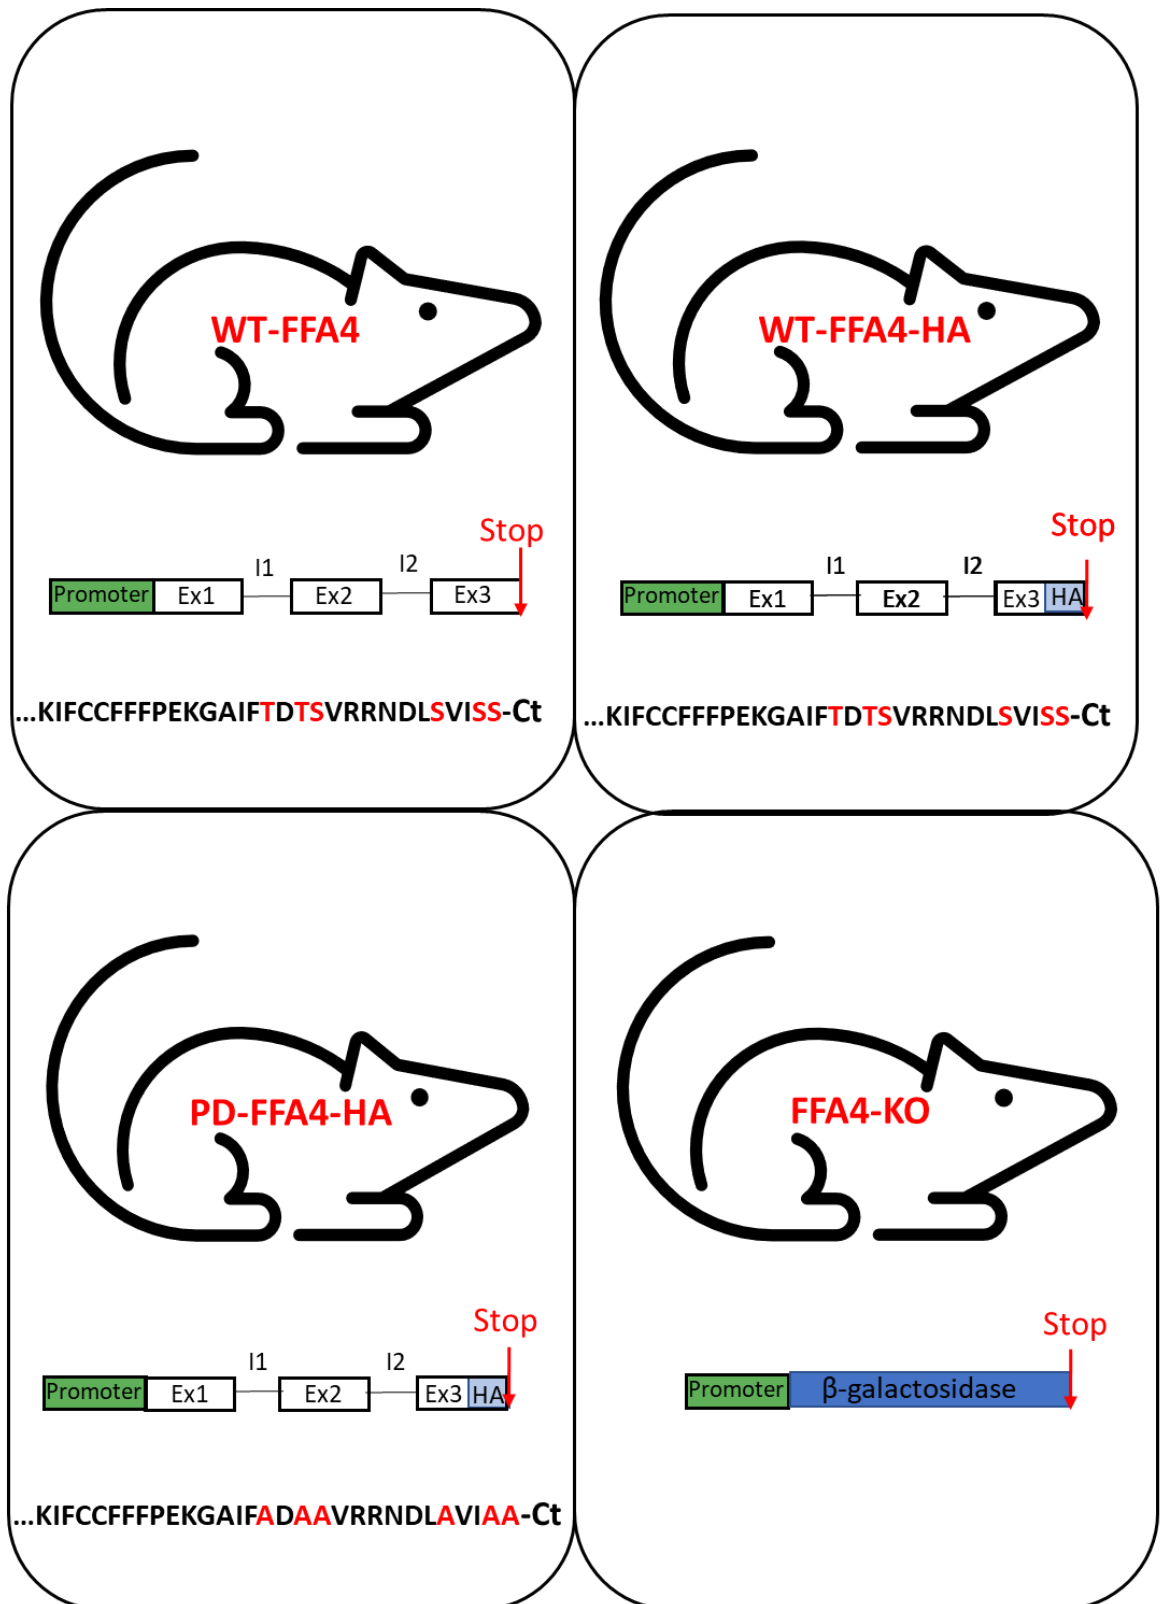 WT-FFA4
Stop
I1
I2
Promoter
Ex1
Ex2
Ex3
...KIFCCFFFPEKGAIFTDTSVRRNDLSVISS-Ct
WT-FFA4-HA
Stop
I1
I2
Promoter
Ex1
Ex2
Ex3
HA
...KIFCCFFFPEKGAIFTDTSVRRNDLSVISS-Ct
PD-FFA4-HA
Stop
I1
I2
Promoter
Ex1
Ex2
Ex3
HA
...KIFCCFFFPEKGAIFADAAVRRNDLAVIAA-Ct
FFA4-KO
Stop
Promoter
β-galactosidase